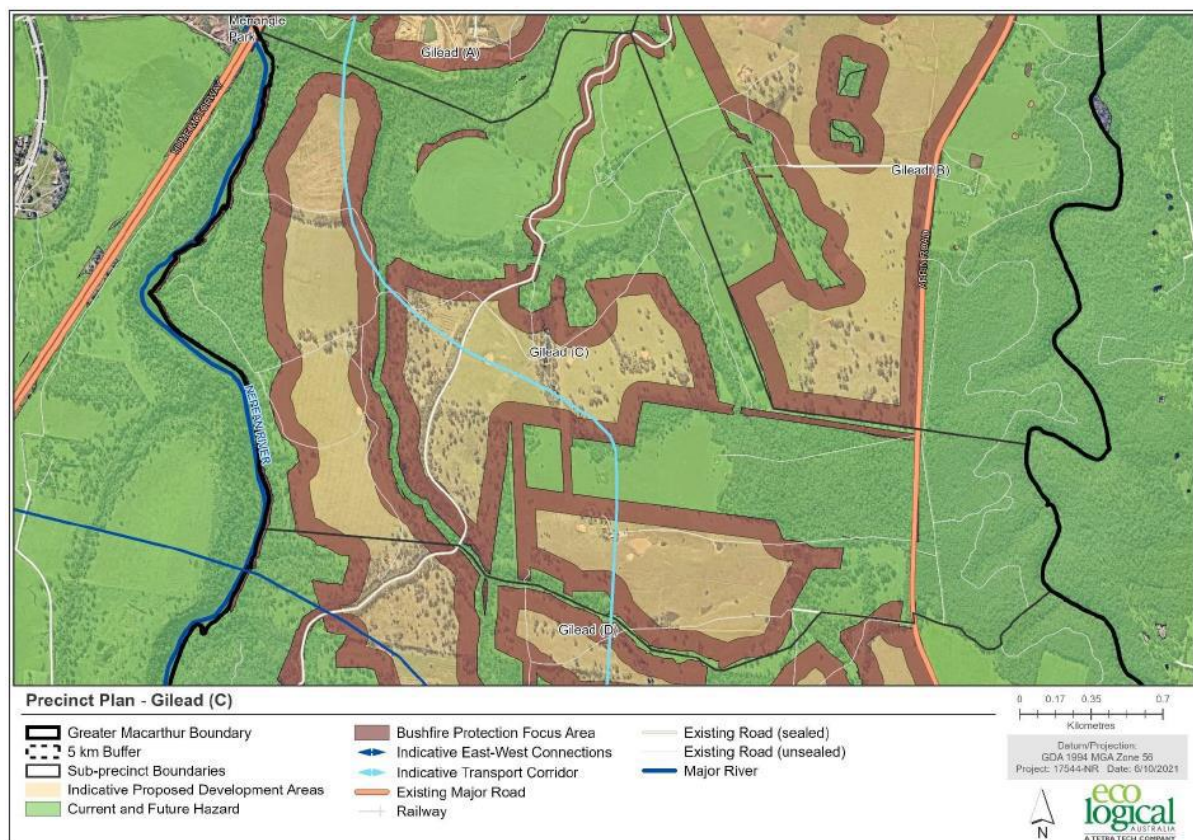 Menangle
Park
Gilead (A)
HUME MOTORWAY
Gilead (B)
APPIN ROAD
Gilead (C)
NEPEAN RIVER
Gilead (D)
Precinct Plan - Gilead (C)
Greater Macarthur Boundary
5 km Buffer
Sub-precinct Boundaries
Indicative Proposed Development Areas
Current and Future Hazard
Bushfire Protection Focus Area
Indicative East-West Connections
Indicative Transport Corridor
Existing Major Road
Railway
Existing Road (sealed)
Existing Road (unsealed)
Major River
0 0.17 0.35 0.7
Kilometres
Datum/Projection:
GDA 1994 MGA Zone 56
Project: 17544-NR Date: 6/10/2021
N
eco
logical
AUSTRALIA
A TETRA TECH COMPANY